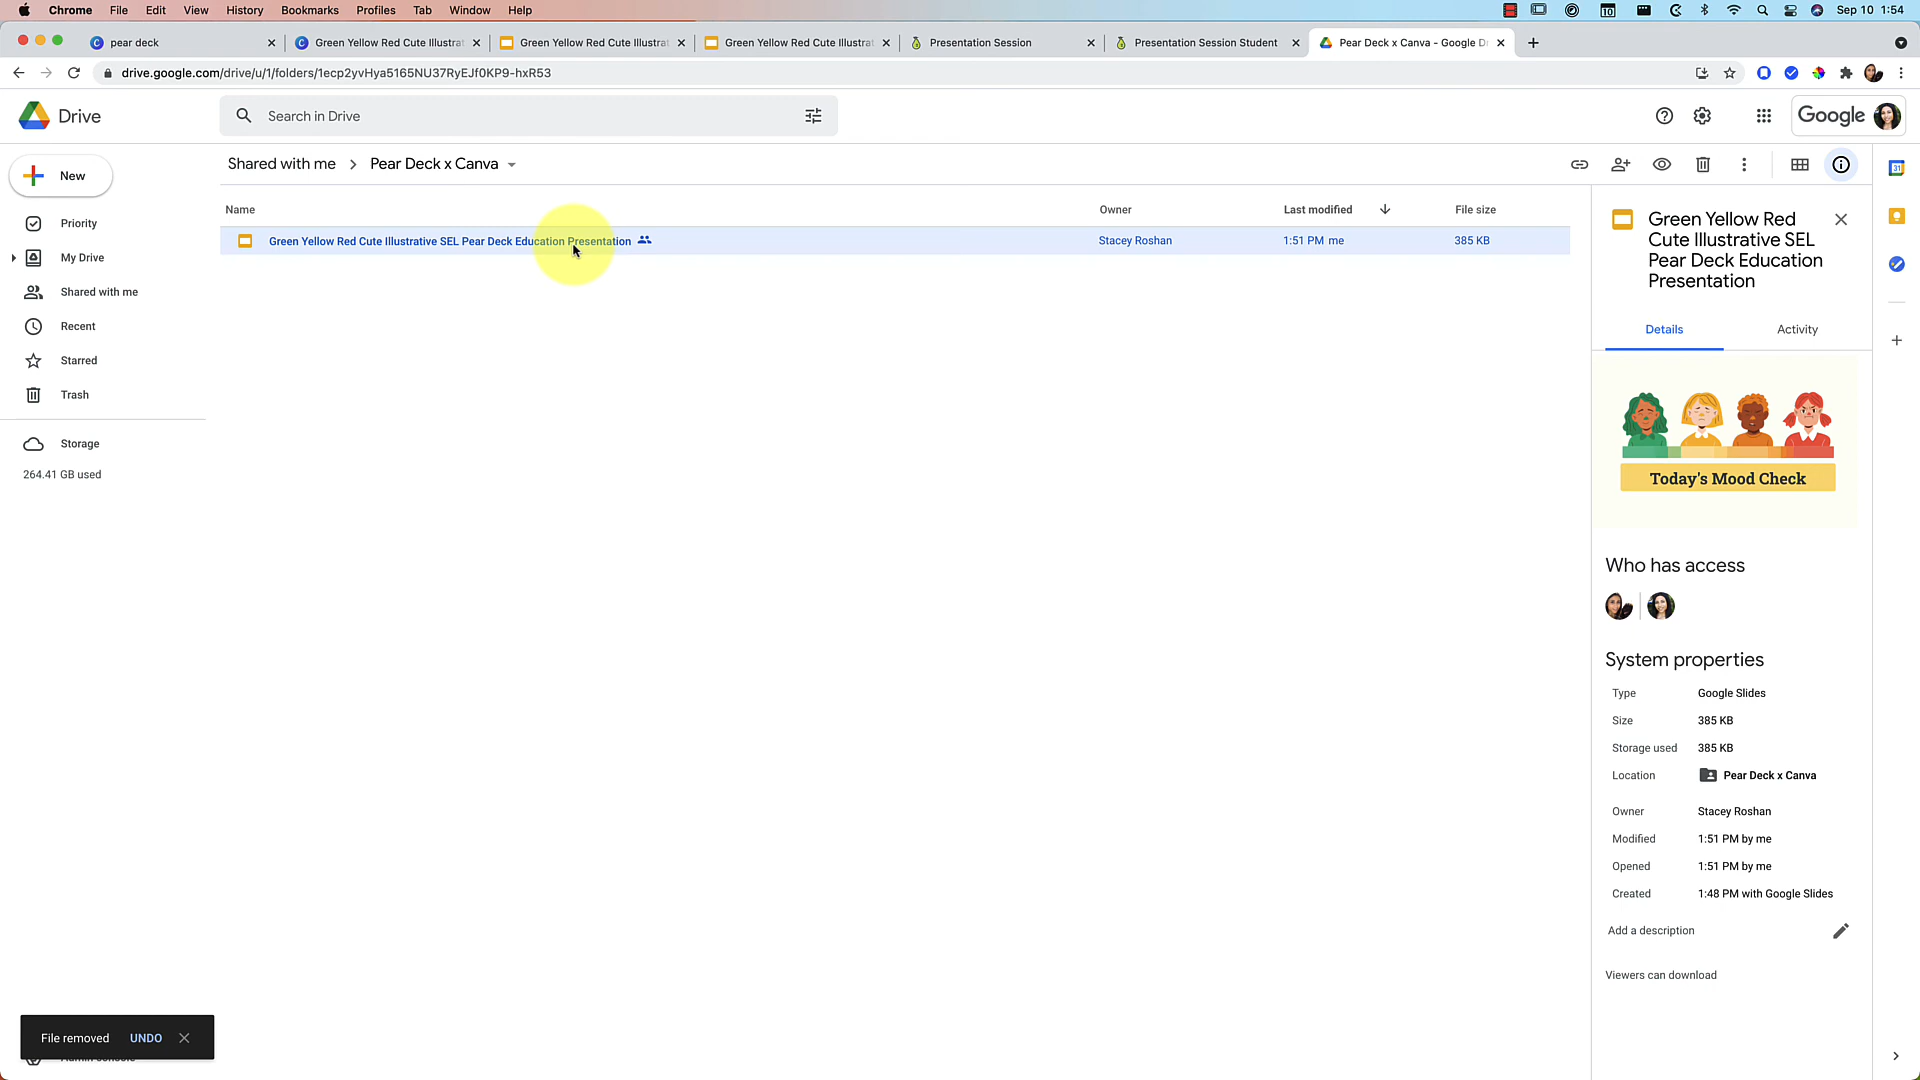 Chrome File Edit View History Bookmarks Profiles Tab Window Help
10
Sep 10 1:54
pear deck
Green Yellow Red Cute Illustra
Green Yellow Red Cute Illustra
Green Yellow Red Cute Illustra
Presentation Session
Presentation Session Student
Pear Deck x Canva - Google D
drive.google.com/drive/u/1/folders/1ecp2yvHya5165NU37RyEJf0KP9-hxR53
Drive
Search in Drive
Google
New
Shared with me > Pear Deck x Canva
Name
Owner
Last modified
File size
Green Yellow Red Cute Illustrative SEL Pear Deck Education Presentation
Stacey Roshan
1:51 PM me
385 KB
Priority
My Drive
Shared with me
Recent
Starred
Trash
Storage
264.41 GB used
Green Yellow Red
Cute Illustrative SEL
Pear Deck Education
Presentation
Details
Activity
Today's Mood Check
Who has access
System properties
Type Google Slides
Size 385 KB
Storage used 385 KB
Location Pear Deck x Canva
Owner Stacey Roshan
Modified 1:51 PM by me
Opened 1:51 PM by me
Created 1:48 PM with Google Slides
Add a description
Viewers can download
31
File removed UNDO